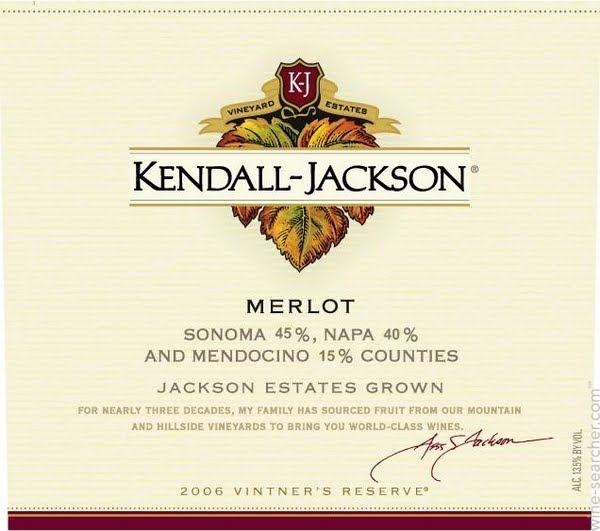 K-J
VINEYARD ESTATES
KENDALL-JACKSON®
MERLOT
SONOMA 45%, NAPA 40%
AND MENDOCINO 15% COUNTIES
JACKSON ESTATES GROWN
FOR NEARLY THREE DECADES, MY FAMILY HAS SOURCED FRUIT FROM OUR MOUNTAIN
AND HILLSIDE VINEYARDS TO BRING YOU WORLD-CLASS WINES.
2006 VINTNER'S RESERVE®
ALC. 13.5% BY VOL
wine-searcher.com™